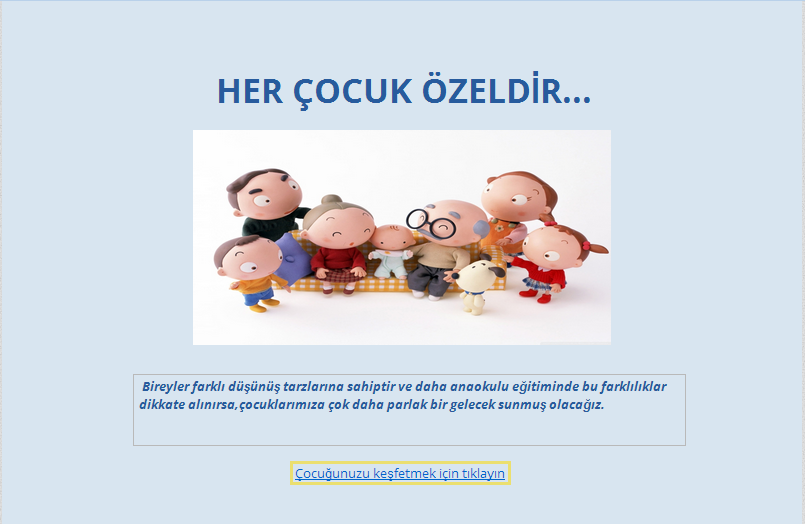 HER ÇOCUK ÖZELDİR...
Bireyler farklı düşünüş tarzlarına sahiptir ve daha anaokulu eğitiminde bu farklılıklar
dikkate alınırsa,çocuklarımıza çok daha parlak bir gelecek sunmuş olacağız.
Çocuğunuzu keşfetmek için tıklayın